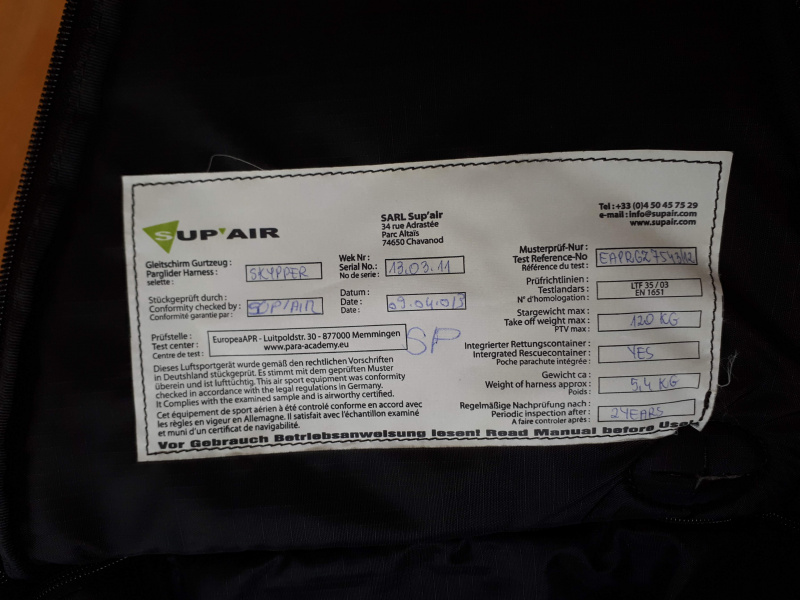 SUP'AIR
SARL Sup'air
34 rue Adrastée
Parc Altaïs
74650 Chavanod
Tel : +33 (0)4 50 45 75 29
e-mail : info@supair.com
www.supair.com
Gleitschirm Gurtzeug :
Parglider Harness : SKYPPER
selette :
Wek Nr :
Serial No.: 13.03.11
No de serie :
Stückgeprüft durch :
Conformity checked by : SUP'AIR
Conformité garantie par :
Datum :
Date :
Date :
Prüfstelle :
Test center :
Centre de test :
EuropeaAPR - Luitpoldstr. 30 - 877000 Memmingen
www.para-academy.eu
SP
Dieses Luftsportgerät wurde gemäß den rechtlichen Vorschriften
in Deutshland stückgeprüft. Es stimmt mit dem geprüften Muster
überein und ist luftfüchtig. This air sport equipment was conformity
checked in accordance with the legal regulations in Germany.
It Complies with the examined sample and is airworthy certified.
Cet équipement de sport aérien à été controlé conforme en accord avec
les règles en vigeur en Allemagne. Il satisfait avec l'échantillon examiné
et muni d'un certificat de navigabilité.
Musterprüf-Nur :
Test Reference-No
Référence du test :
Prüfrichtlinien :
Testlandars :
N° d'homologation :
LTF 35 / 03
EN 1651
Stargewicht max :
Take off weight max : 120 KG
PTV max :
Integrierter Rettungscontainer :
Intergrated Rescuecontainer : YES
Poche parachute intégrée :
Gewicht ca :
Weight of harness approx : 5,4 KG
Poids :
Regelmäßige Nachprüfung nach :
Periodic inspection after : 2 YEARS
A faire controler après :
Vor Gebrauch Betriebsanweisung lesen! Read Manual before Use!